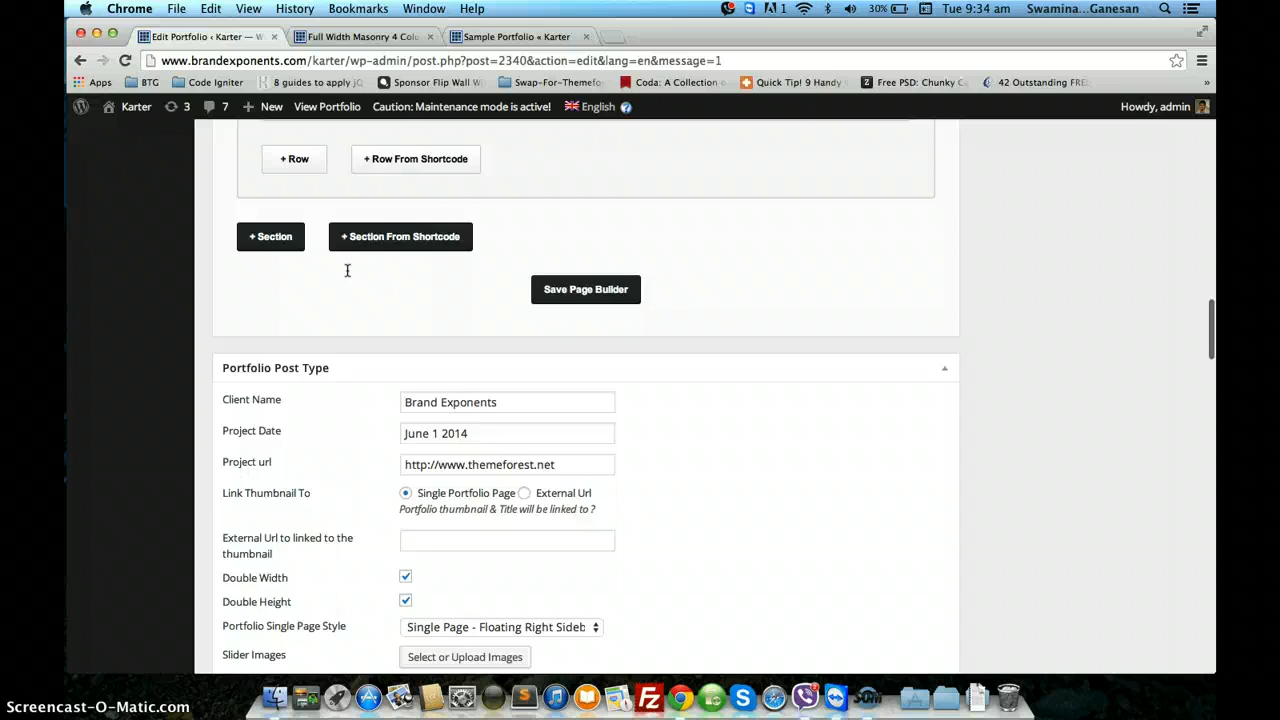 Chrome File Edit View History Bookmarks Window Help 1 30% Tue 9:34 am Swamina...Ganesan
Edit Portfolio ‹ Karter — W Full Width Masonry 4 Colu Sample Portfolio « Karter
www.brandexponents.com/karter/wp-admin/post.php?post=2340&action=edit&lang=en&message=1
Apps BTG Code Igniter 8 guides to applying jQ Sponsor Flip Wall W Swap-For-Themefo Coda: A Collection Quick Tip! 9 Handy Free PSD: Chunky Ca 42 Outstanding FRE »
Karter 3 7 + New View Portfolio Caution: Maintenance mode is active! English Howdy, admin
+ Row + Row From Shortcode
+ Section + Section From Shortcode
Save Page Builder
Portfolio Post Type
Client Name Brand Exponents
Project Date June 1 2014
Project url http://www.themeforest.net
Link Thumbnail To Single Portfolio Page External Url
Portfolio thumbnail & Title will be linked to ?
External Url to linked to the
thumbnail
Double Width
Double Height
Portfolio Single Page Style Single Page - Floating Right Sideb
Slider Images Select or Upload Images
Screencast-O-Matic.com